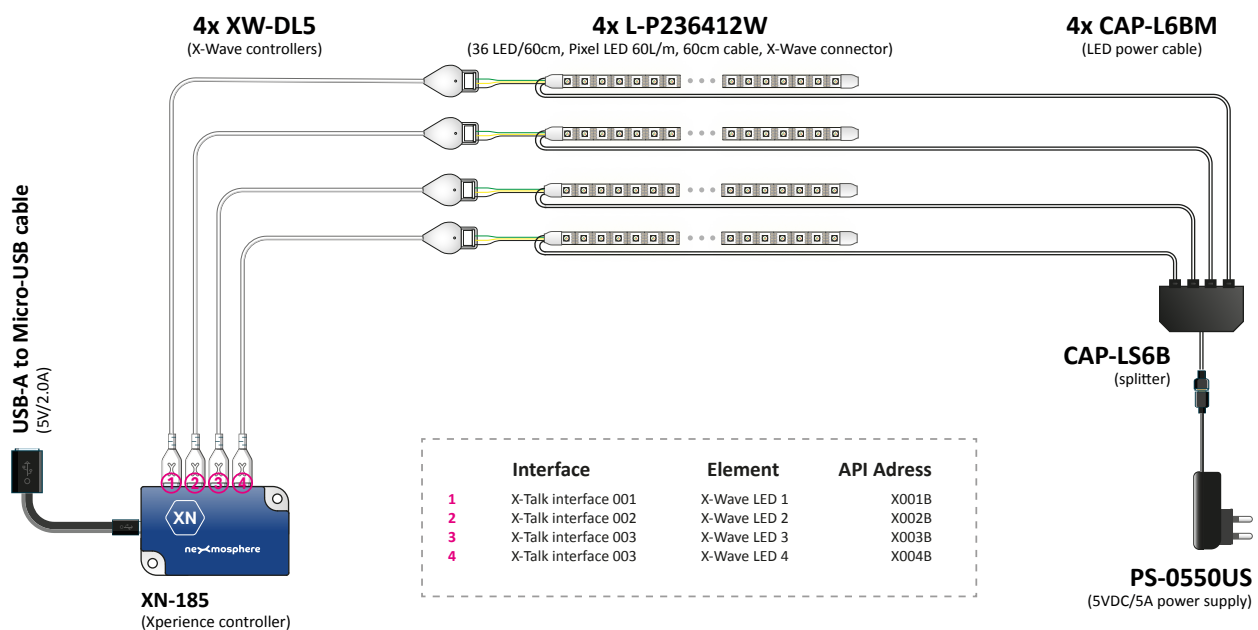 4x XW-DL5
(X-Wave controllers)
4x L-P236412W
(36 LED/60cm, Pixel LED 60L/m, 60cm cable, X-Wave connector)
4x CAP-L6BM
(LED power cable)
USB-A to Micro-USB cable
(5V/2.0A)
CAP-LS6B
(splitter)
1 2 3 4
XN
nexmosphere
XN-185
(Xperience controller)
Interface Element API Adress
1 X-Talk interface 001 X-Wave LED 1 X001B
2 X-Talk interface 002 X-Wave LED 2 X002B
3 X-Talk interface 003 X-Wave LED 3 X003B
4 X-Talk interface 003 X-Wave LED 4 X004B
PS-0550US
(5VDC/5A power supply)